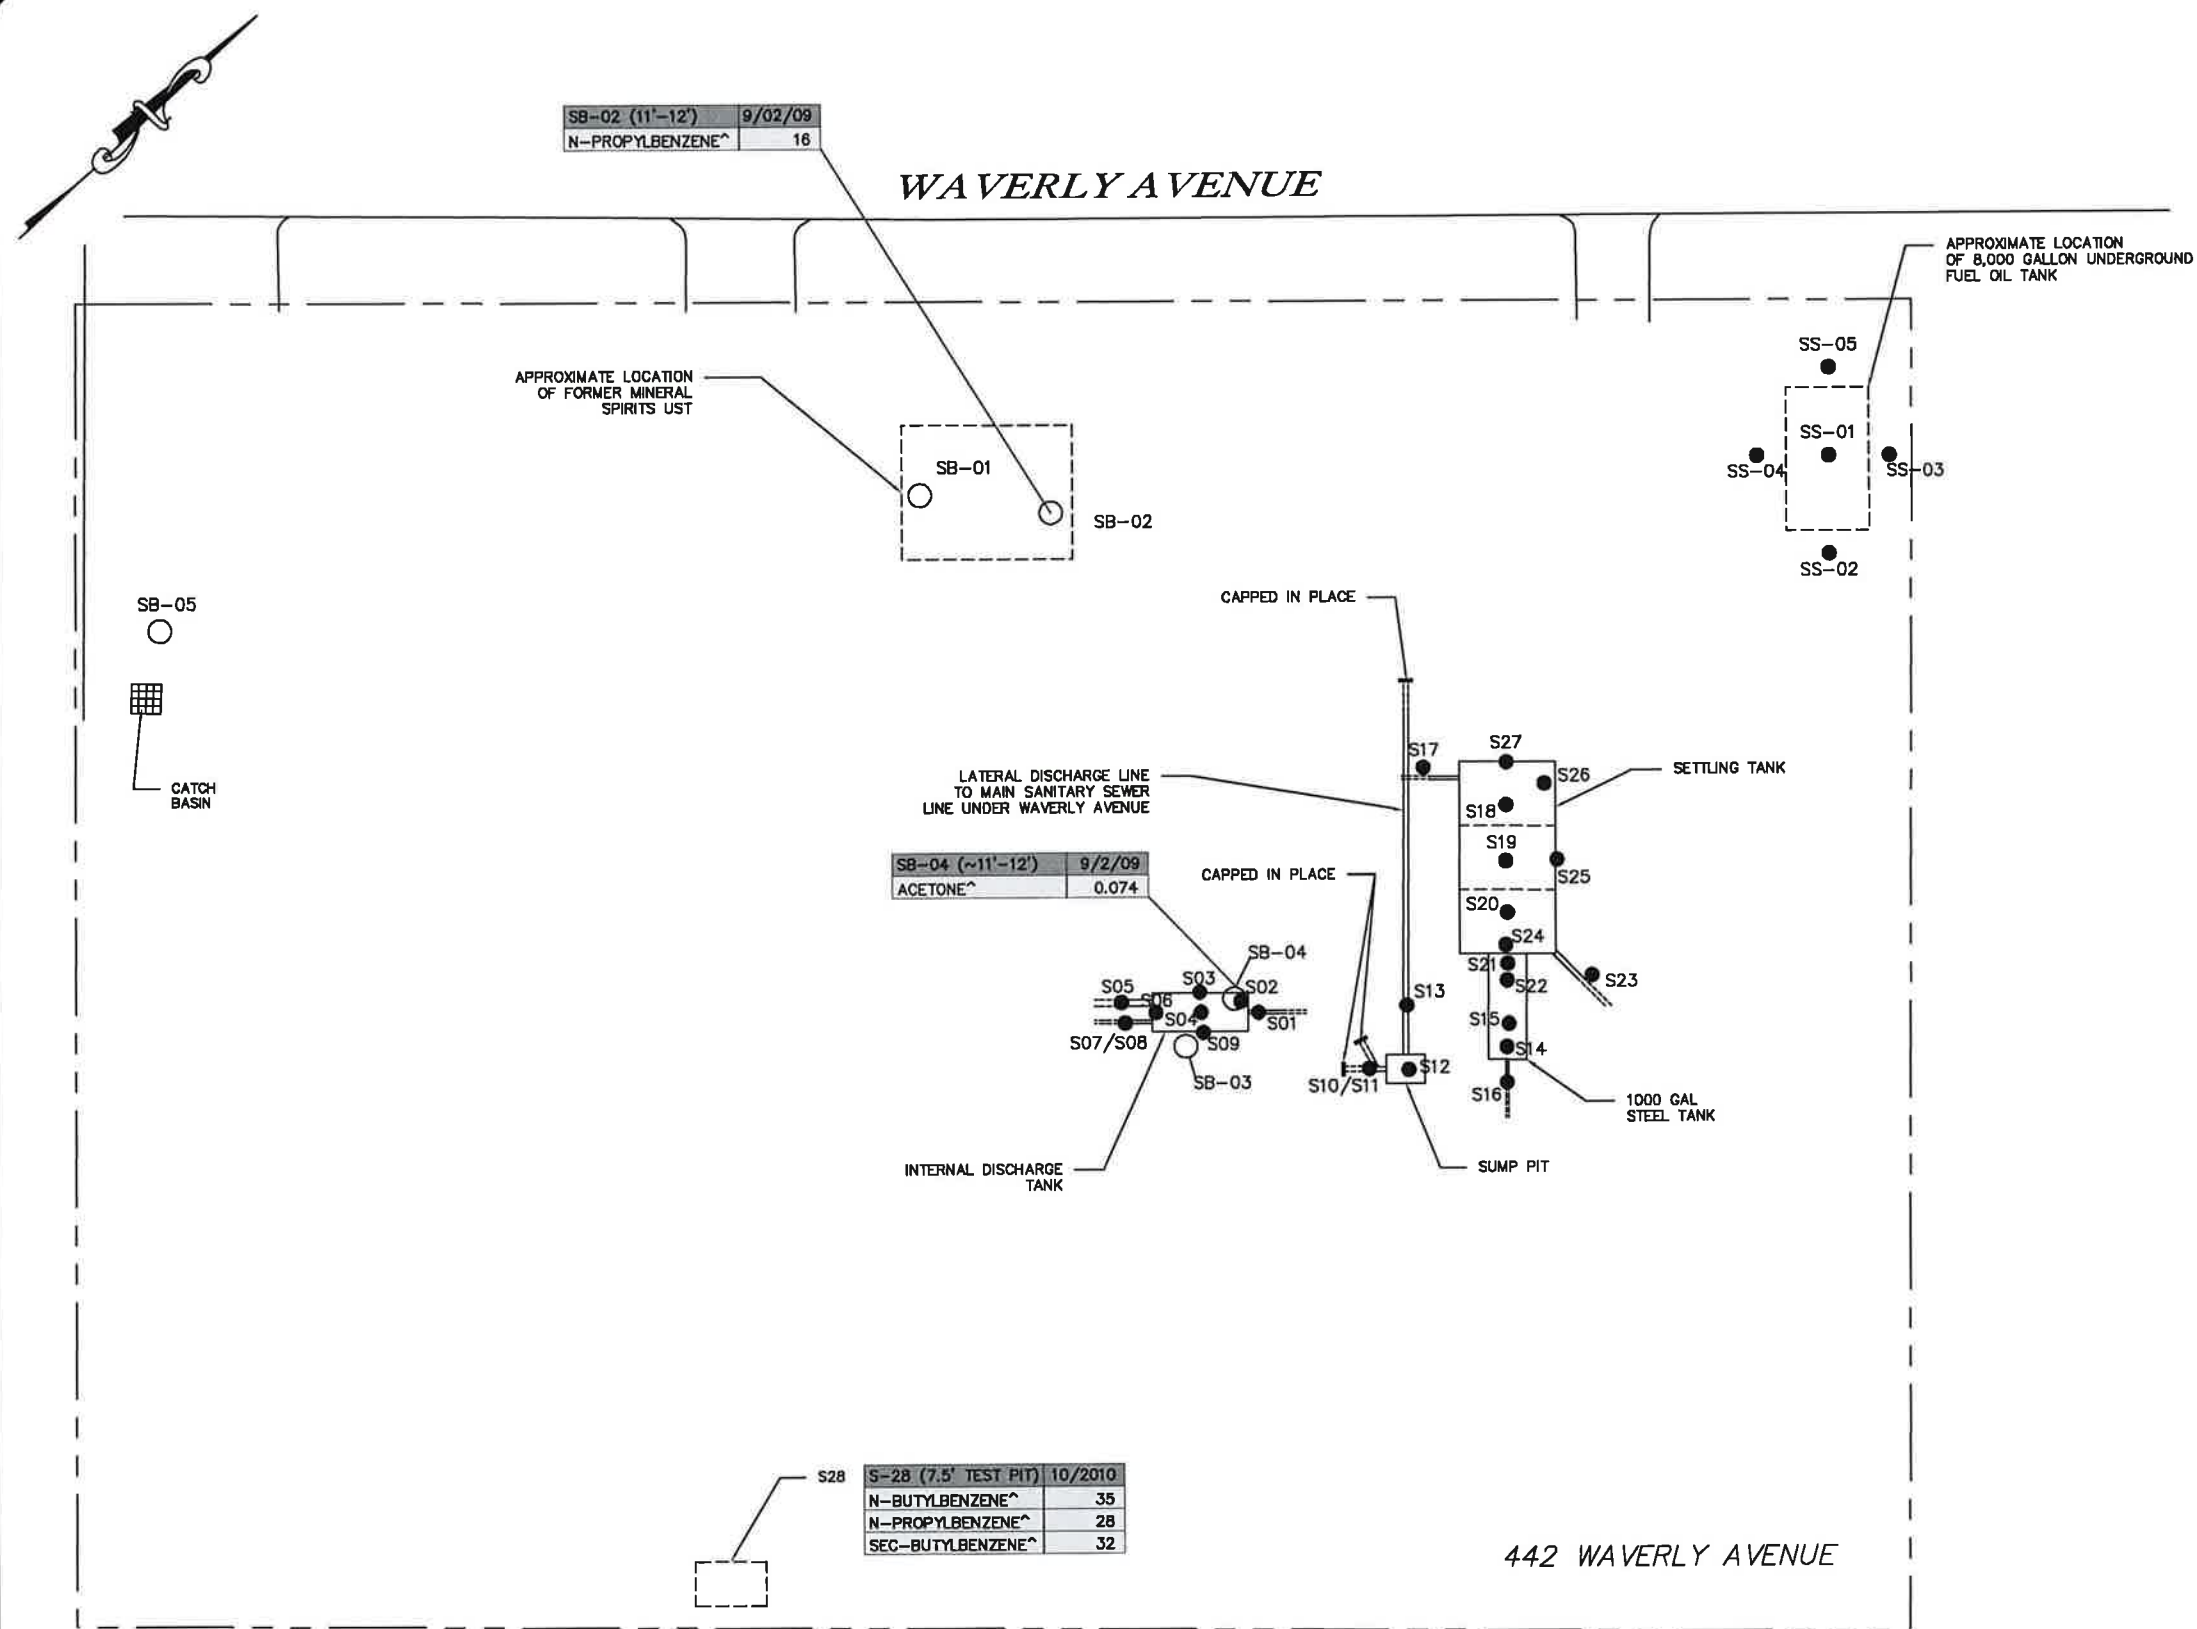 SB-02 (11'-12') 9/02/09
N-PROPYLBENZENE^ 16
WAVERLY AVENUE
APPROXIMATE LOCATION
OF 8,000 GALLON UNDERGROUND
FUEL OIL TANK
SS-05
APPROXIMATE LOCATION
OF FORMER MINERAL
SPIRITS UST
SS-01
SB-01
SS-04
SS-03
SB-02
SS-02
CAPPED IN PLACE
SB-05
S27
S17
SETTLING TANK
S26
LATERAL DISCHARGE LINE
TO MAIN SANITARY SEWER
LINE UNDER WAVERLY AVENUE
CATCH
BASIN
S18
S19
SB-04 (~11'-12') 9/2/09
ACETONE^ 0.074
CAPPED IN PLACE
S25
S20
S24
SB-04
S21
S03
S23
S05
S02
S22
S06
S13
S04
S01
S15
S07/S08
S09
S14
S12
SB-03
S10/S11
S16
1000 GAL
STEEL TANK
INTERNAL DISCHARGE
TANK
SUMP PIT
S28
S-28 (7.5' TEST PIT) 10/2010
N-BUTYLBENZENE^ 35
N-PROPYLBENZENE^ 28
SEC-BUTYLBENZENE^ 32
442 WAVERLY AVENUE